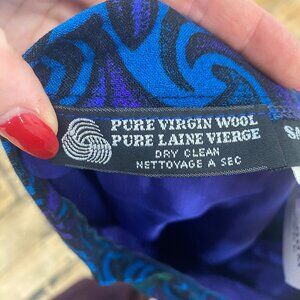 PURE VIRGIN WOOL
PURE LAINE VIERGE
DRY CLEAN
NETTOYAGE A SEC